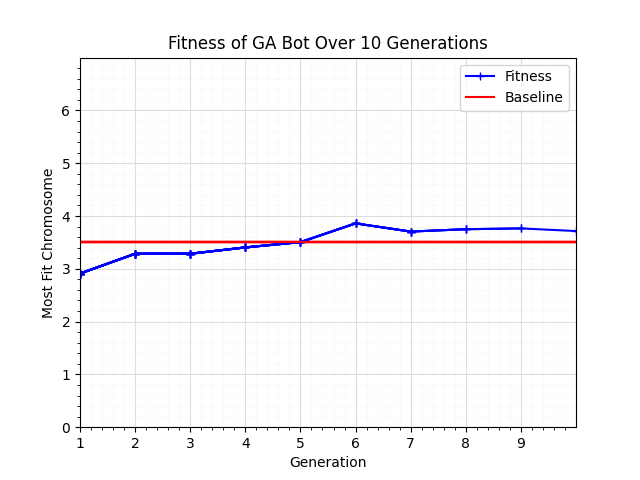 Fitness of GA Bot Over 10 Generations
Fitness
Baseline
Most Fit Chromosome
6
5
4
3
2
1
0
1 2 3 4 5 6 7 8 9
Generation